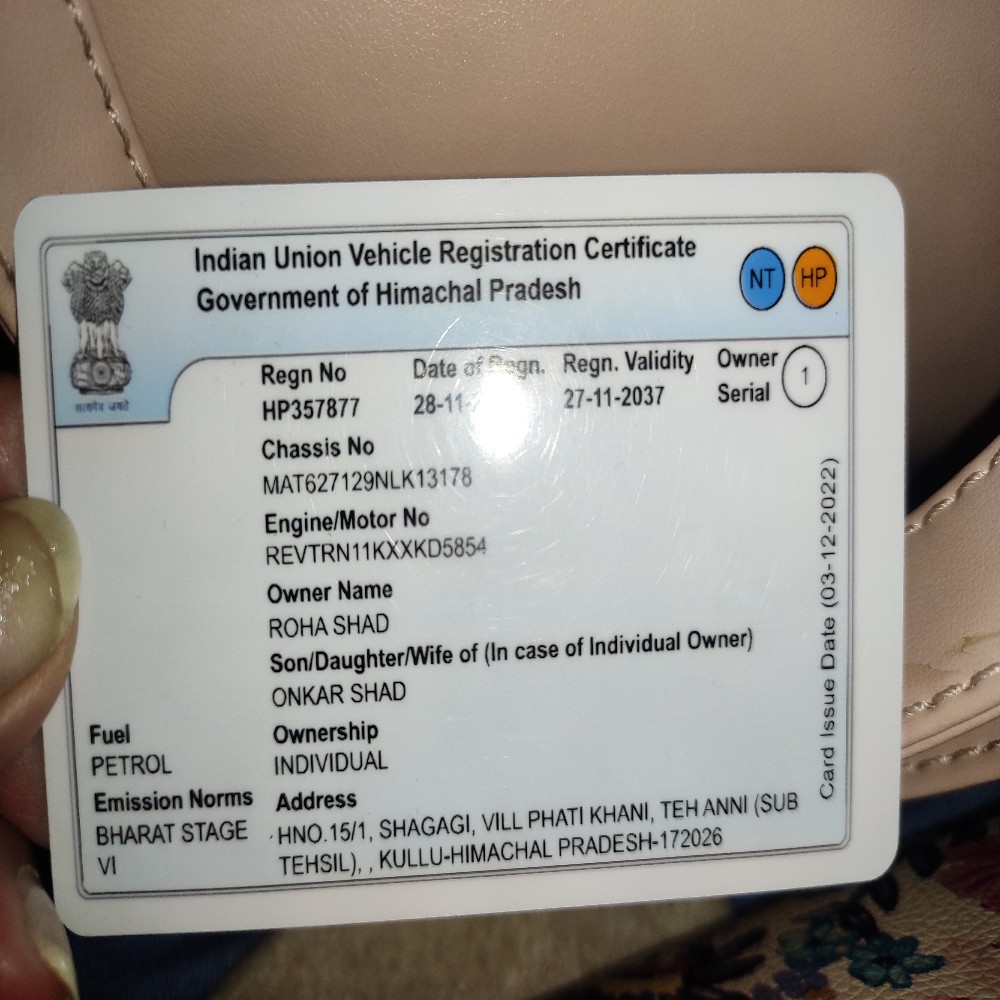 Indian Union Vehicle Registration Certificate
Government of Himachal Pradesh
NT HP
सत्यमेव जयते
Regn No Date of Regn. Regn. Validity Owner Serial 1
HP357877 28-11- 27-11-2037
Chassis No
MAT627129NLK13178
Engine/Motor No
REVTRN11KXXKD5854
Owner Name
ROHA SHAD
Son/Daughter/Wife of (In case of Individual Owner)
ONKAR SHAD
Fuel Ownership
PETROL INDIVIDUAL
Emission Norms Address
BHARAT STAGE HNO.15/1, SHAGAGI, VILL PHATI KHANI, TEH ANNI (SUB
VI TEHSIL), , KULLU-HIMACHAL PRADESH-172026
Card Issue Date (03-12-2022)